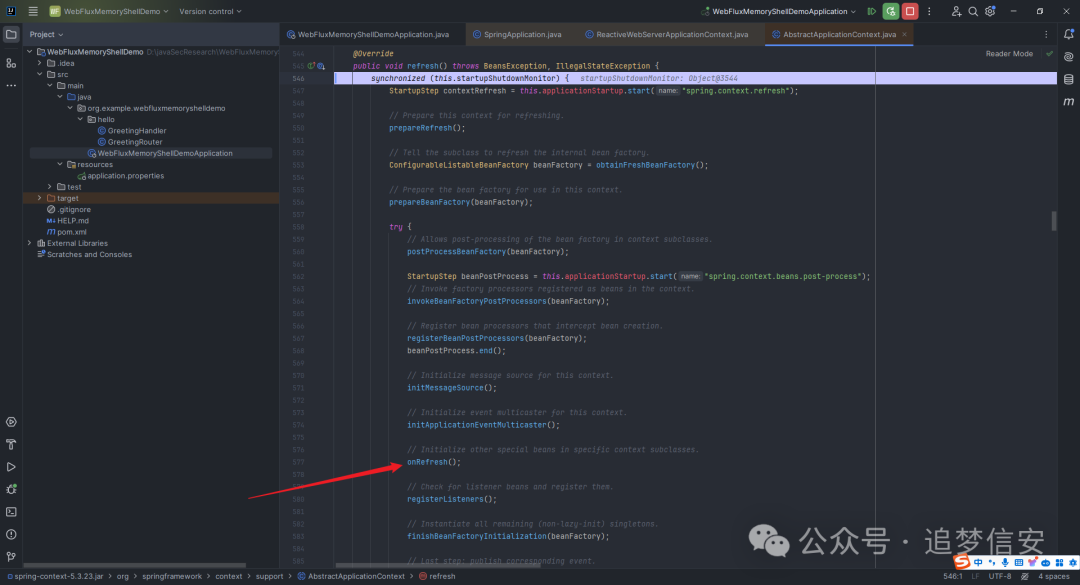 WF WebFluxMemoryShellDemo Version control WebFluxMemoryShellDemoApplication
Project
WebFluxMemoryShellDemoApplication.java SpringApplication.java ReactiveWebServerApplicationContext.java AbstractApplicationContext.java
Reader Mode
WebFluxMemoryShellDemo D:\javaSecResearch\WebFluxMemory
.idea
src
main
java
org.example.webfluxmemoryshelldemo
hello
GreetingHandler
GreetingRouter
WebFluxMemoryShellDemoApplication
resources
application.properties
test
target
.gitignore
M↓ HELP.md
m pom.xml
External Libraries
Scratches and Consoles
544 @Override
545 public void refresh() throws BeansException, IllegalStateException {
546 synchronized (this.startupShutdownMonitor) { startupShutdownMonitor: Object@3544
547 StartupStep contextRefresh = this.applicationStartup.start( name: "spring.context.refresh");
549 // Prepare this context for refreshing.
550 prepareRefresh();
552 // Tell the subclass to refresh the internal bean factory.
553 ConfigurableListableBeanFactory beanFactory = obtainFreshBeanFactory();
555 // Prepare the bean factory for use in this context.
556 prepareBeanFactory(beanFactory);
558 try {
559 // Allows post-processing of the bean factory in context subclasses.
560 postProcessBeanFactory(beanFactory);
562 StartupStep beanPostProcess = this.applicationStartup.start( name: "spring.context.beans.post-process");
563 // Invoke factory processors registered as beans in the context.
564 invokeBeanFactoryPostProcessors(beanFactory);
566 // Register bean processors that intercept bean creation.
567 registerBeanPostProcessors(beanFactory);
568 beanPostProcess.end();
570 // Initialize message source for this context.
571 initMessageSource();
573 // Initialize event multicaster for this context.
574 initApplicationEventMulticaster();
576 // Initialize other special beans in specific context subclasses.
577 onRefresh();
579 // Check for listener beans and register them.
580 registerListeners();
582 // Instantiate all remaining (non-lazy-init) singletons.
583 finishBeanFactoryInitialization(beanFactory);
585 // Last step: publish corresponding event.
公众号 · 追梦信安
S 中
spring-context-5.3.23.jar › org › springframework › context › support › AbstractApplicationContext › refresh
546:1 LF UTF-8 4 spaces